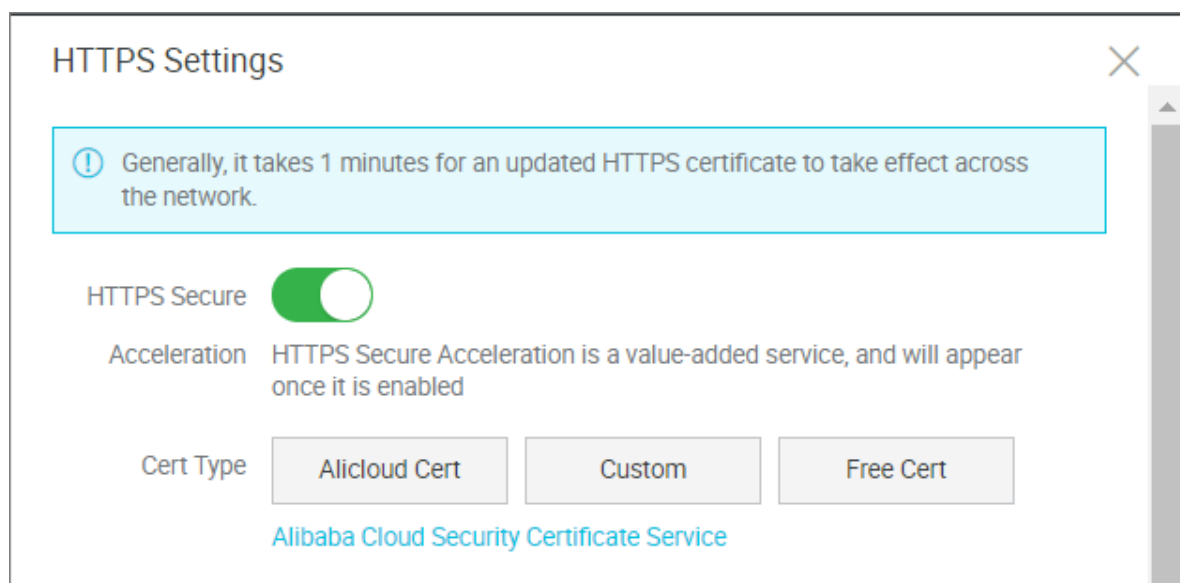 HTTPS Settings
Generally, it takes 1 minutes for an updated HTTPS certificate to take effect across
the network.
HTTPS Secure
Acceleration
HTTPS Secure Acceleration is a value-added service, and will appear
once it is enabled
Cert Type
Alicloud Cert
Custom
Free Cert
Alibaba Cloud Security Certificate Service